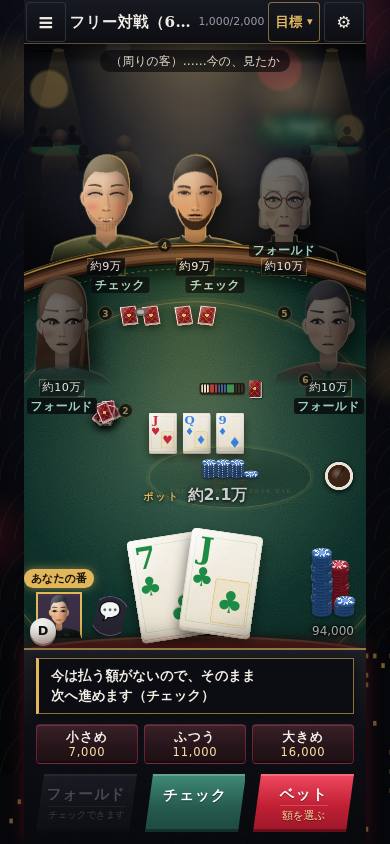 フリー対戦（6… 1,000/2,000 目標 ▾
（周りの客）……今の、見たか
4
フォールド
約9万 約9万 約10万
チェック チェック
3 5
6
約10万 約10万
フォールド 2 フォールド
J Q 9
ポット 約2.1万
7 J
あなたの番
D
94,000
今は払う額がないので、そのまま
次へ進めます（チェック）
小さめ ふつう 大きめ
7,000 11,000 16,000
フォールド チェック ベット
チェックできます 額を選ぶ